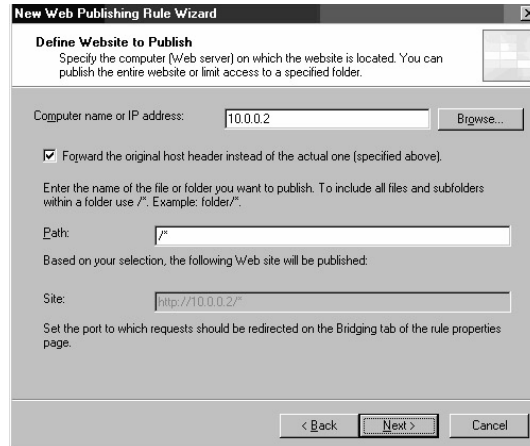 New Web Publishing Rule Wizard
Define Website to Publish
Specify the computer (Web server) on which the website is located. You can
publish the entire website or limit access to a specified folder.
Computer name or IP address: 10.0.0.2 Browse...
Forward the original host header instead of the actual one (specified above).
Enter the name of the file or folder you want to publish. To include all files and subfolders
within a folder use /*. Example: folder/*.
Path: /*
Based on your selection, the following Web site will be published:
Site: http://10.0.0.2/*
Set the port to which requests should be redirected on the Bridging tab of the rule properties
page.
< Back Next > Cancel